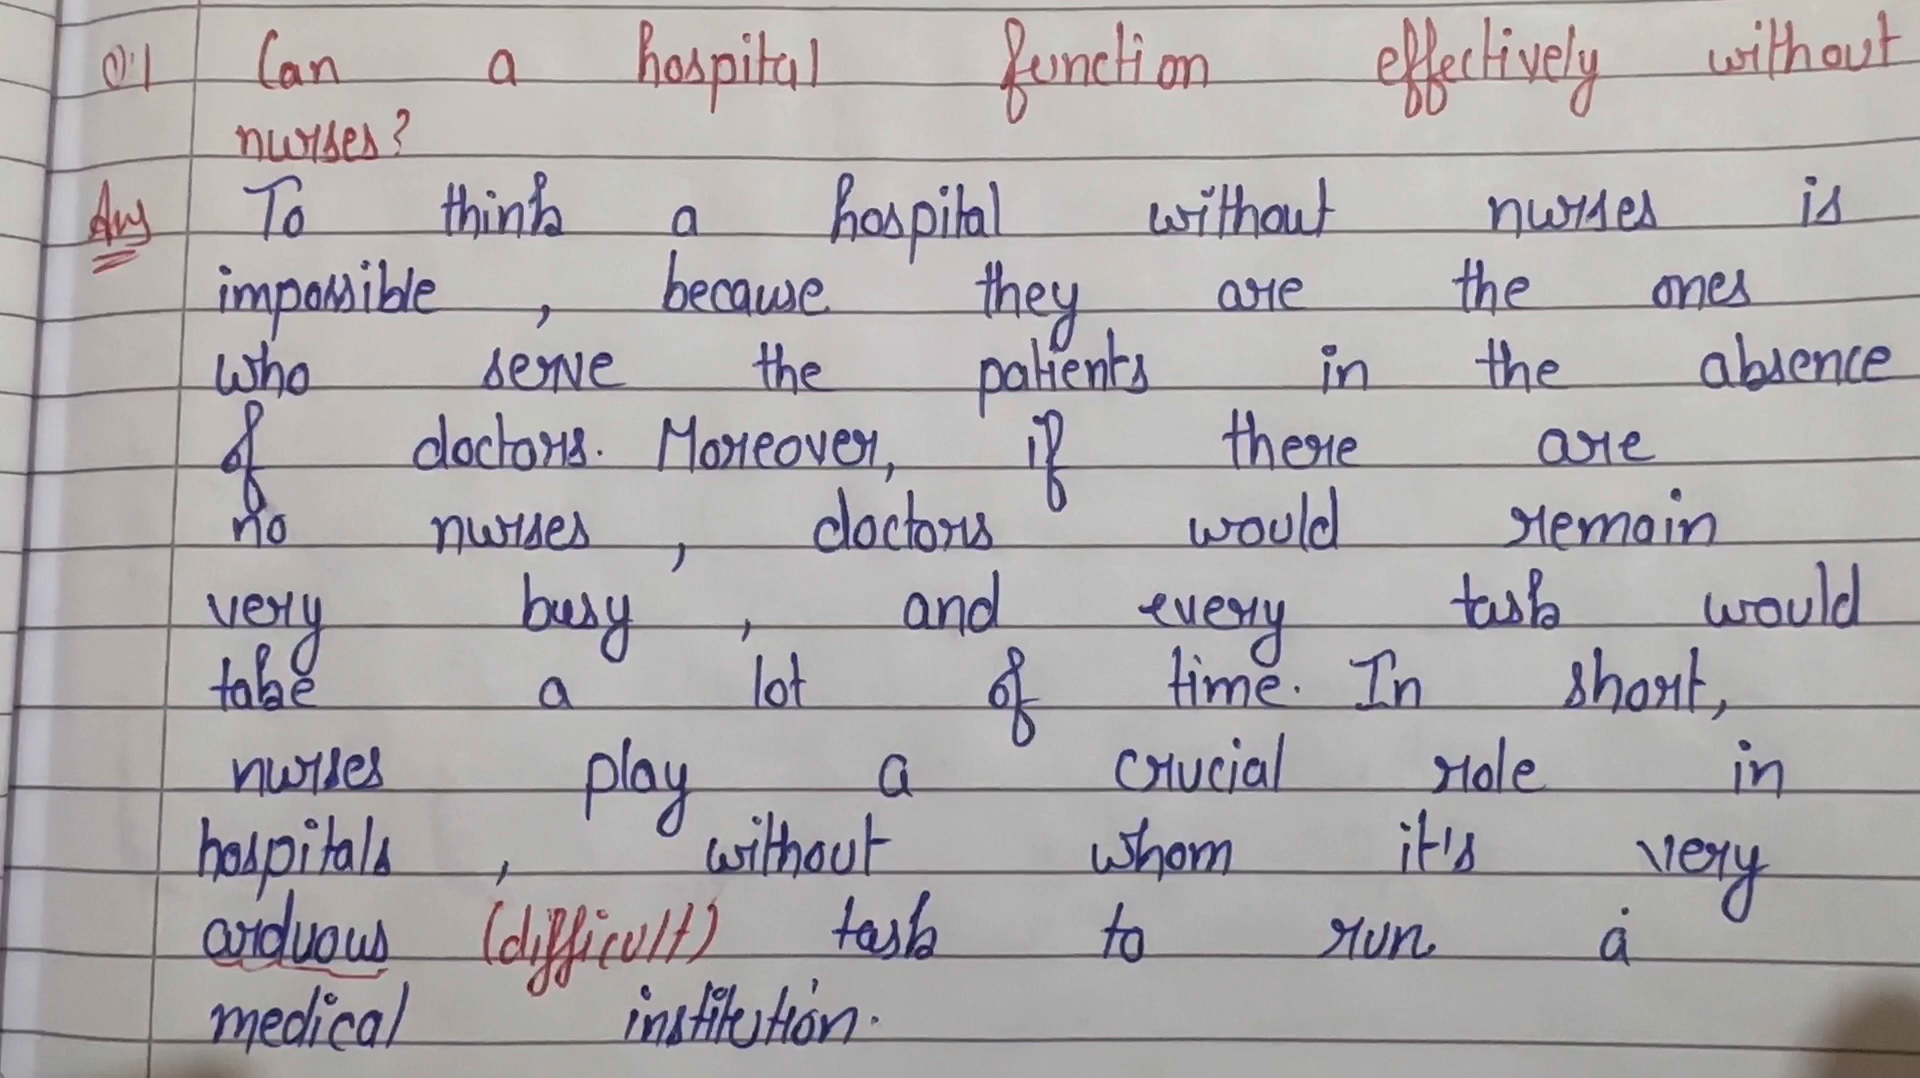 Q.1 Can a hospital function effectively without
nurses?
Ans To think a hospital without nurses is
impossible, because they are the ones
who serve the patients in the absence
of doctors. Moreover, if there are
no nurses, doctors would remain
very busy, and every task would
take a lot of time. In short,
nurses play a crucial role in
hospitals, without whom it's very
arduous (difficult) task to run a
medical institution.